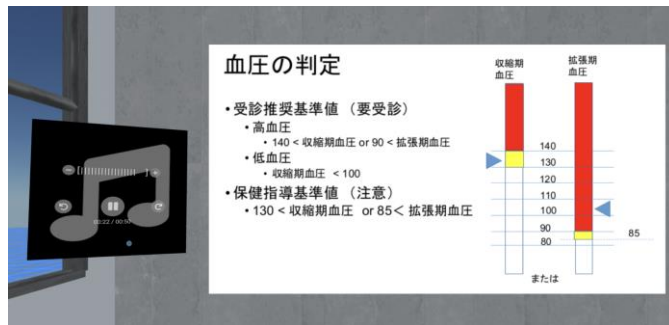 血圧の判定
•受診推奨基準値（要受診）
•高血圧
•140 < 収縮期血圧 or 90 < 拡張期血圧
•低血圧
•収縮期血圧 < 100
•保健指導基準値（注意）
•130 < 収縮期血圧 or 85< 拡張期血圧
収縮期
血圧
拡張期
血圧
140
130
120
110
100
90
80
85
または
00:22 / 00:50